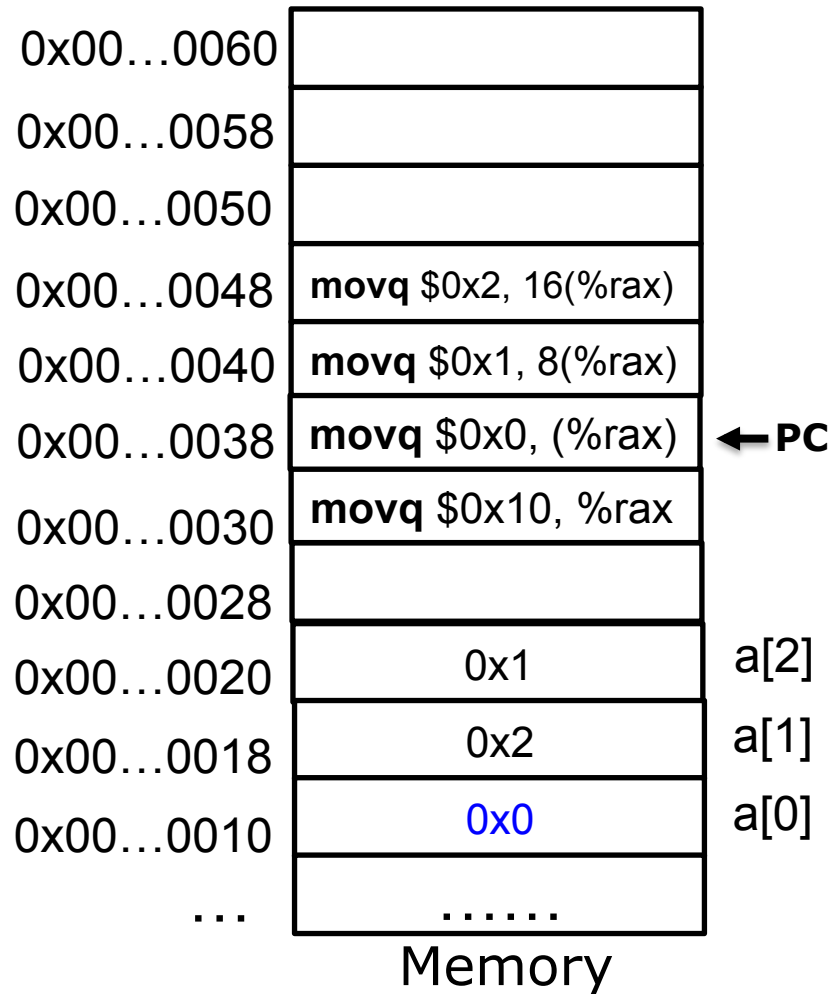 0x00…0060
0x00…0058
0x00…0050
0x00…0048 movq $0x2, 16(%rax)
0x00…0040 movq $0x1, 8(%rax)
0x00…0038 movq $0x0, (%rax) PC
0x00…0030 movq $0x10, %rax
0x00…0028
0x00…0020 0x1 a[2]
0x00…0018 0x2 a[1]
0x00…0010 0x0 a[0]
… ……
Memory